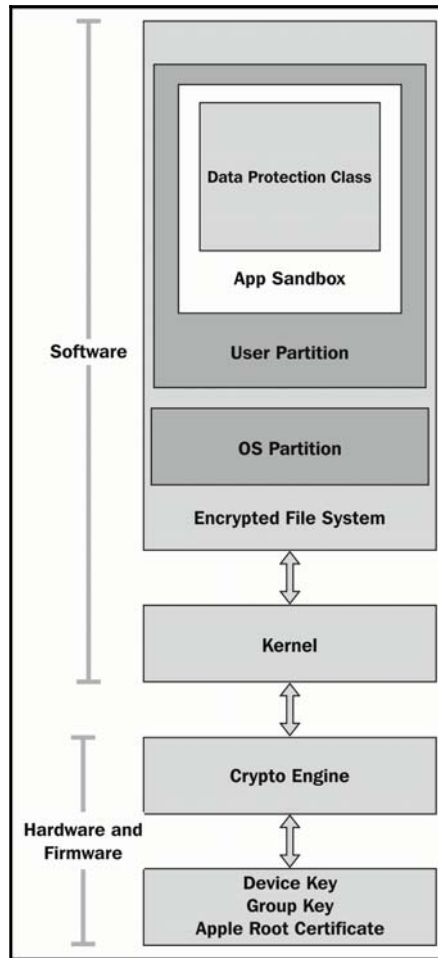 Data Protection Class
App Sandbox
Software
User Partition
OS Partition
Encrypted File System
Kernel
Crypto Engine
Hardware and
Firmware
Device Key
Group Key
Apple Root Certificate